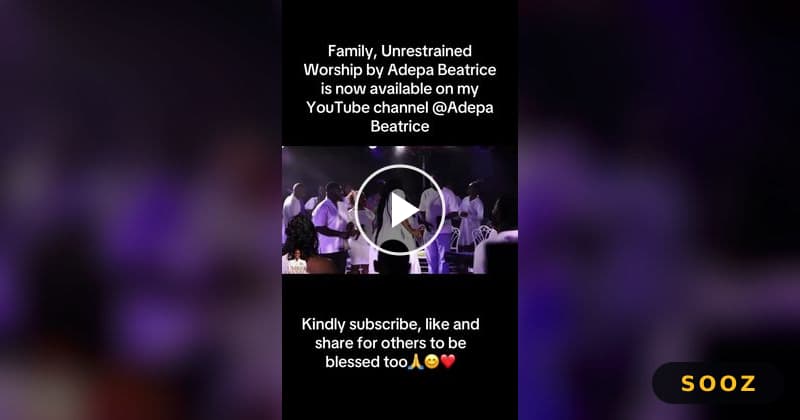 Family, Unrestrained
Worship by Adepa Beatrice
is now available on my
YouTube channel @Adepa
Beatrice
Kindly subscribe, like and
share for others to be
blessed too🙏😊❤️
SOOZ